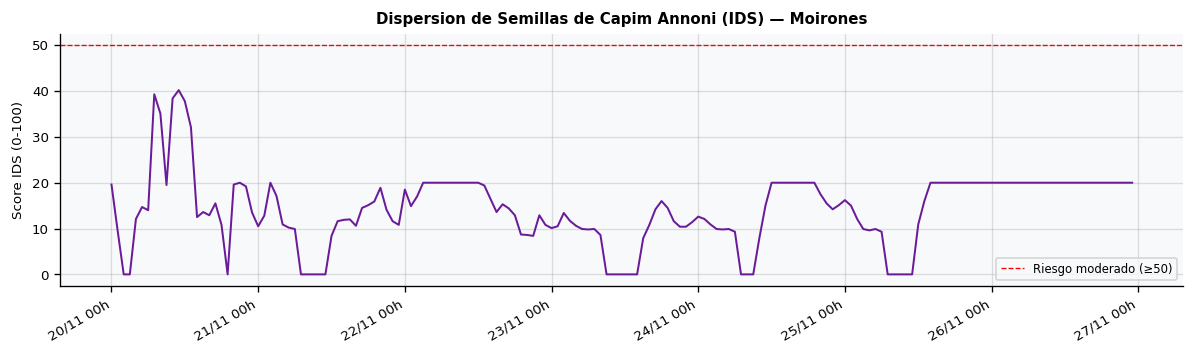 Dispersion de Semillas de Capim Annoni (IDS) — Moirones
Score IDS (0-100)
50
40
30
20
10
0
Riesgo moderado (≥50)
20/11 00h
21/11 00h
22/11 00h
23/11 00h
24/11 00h
25/11 00h
26/11 00h
27/11 00h